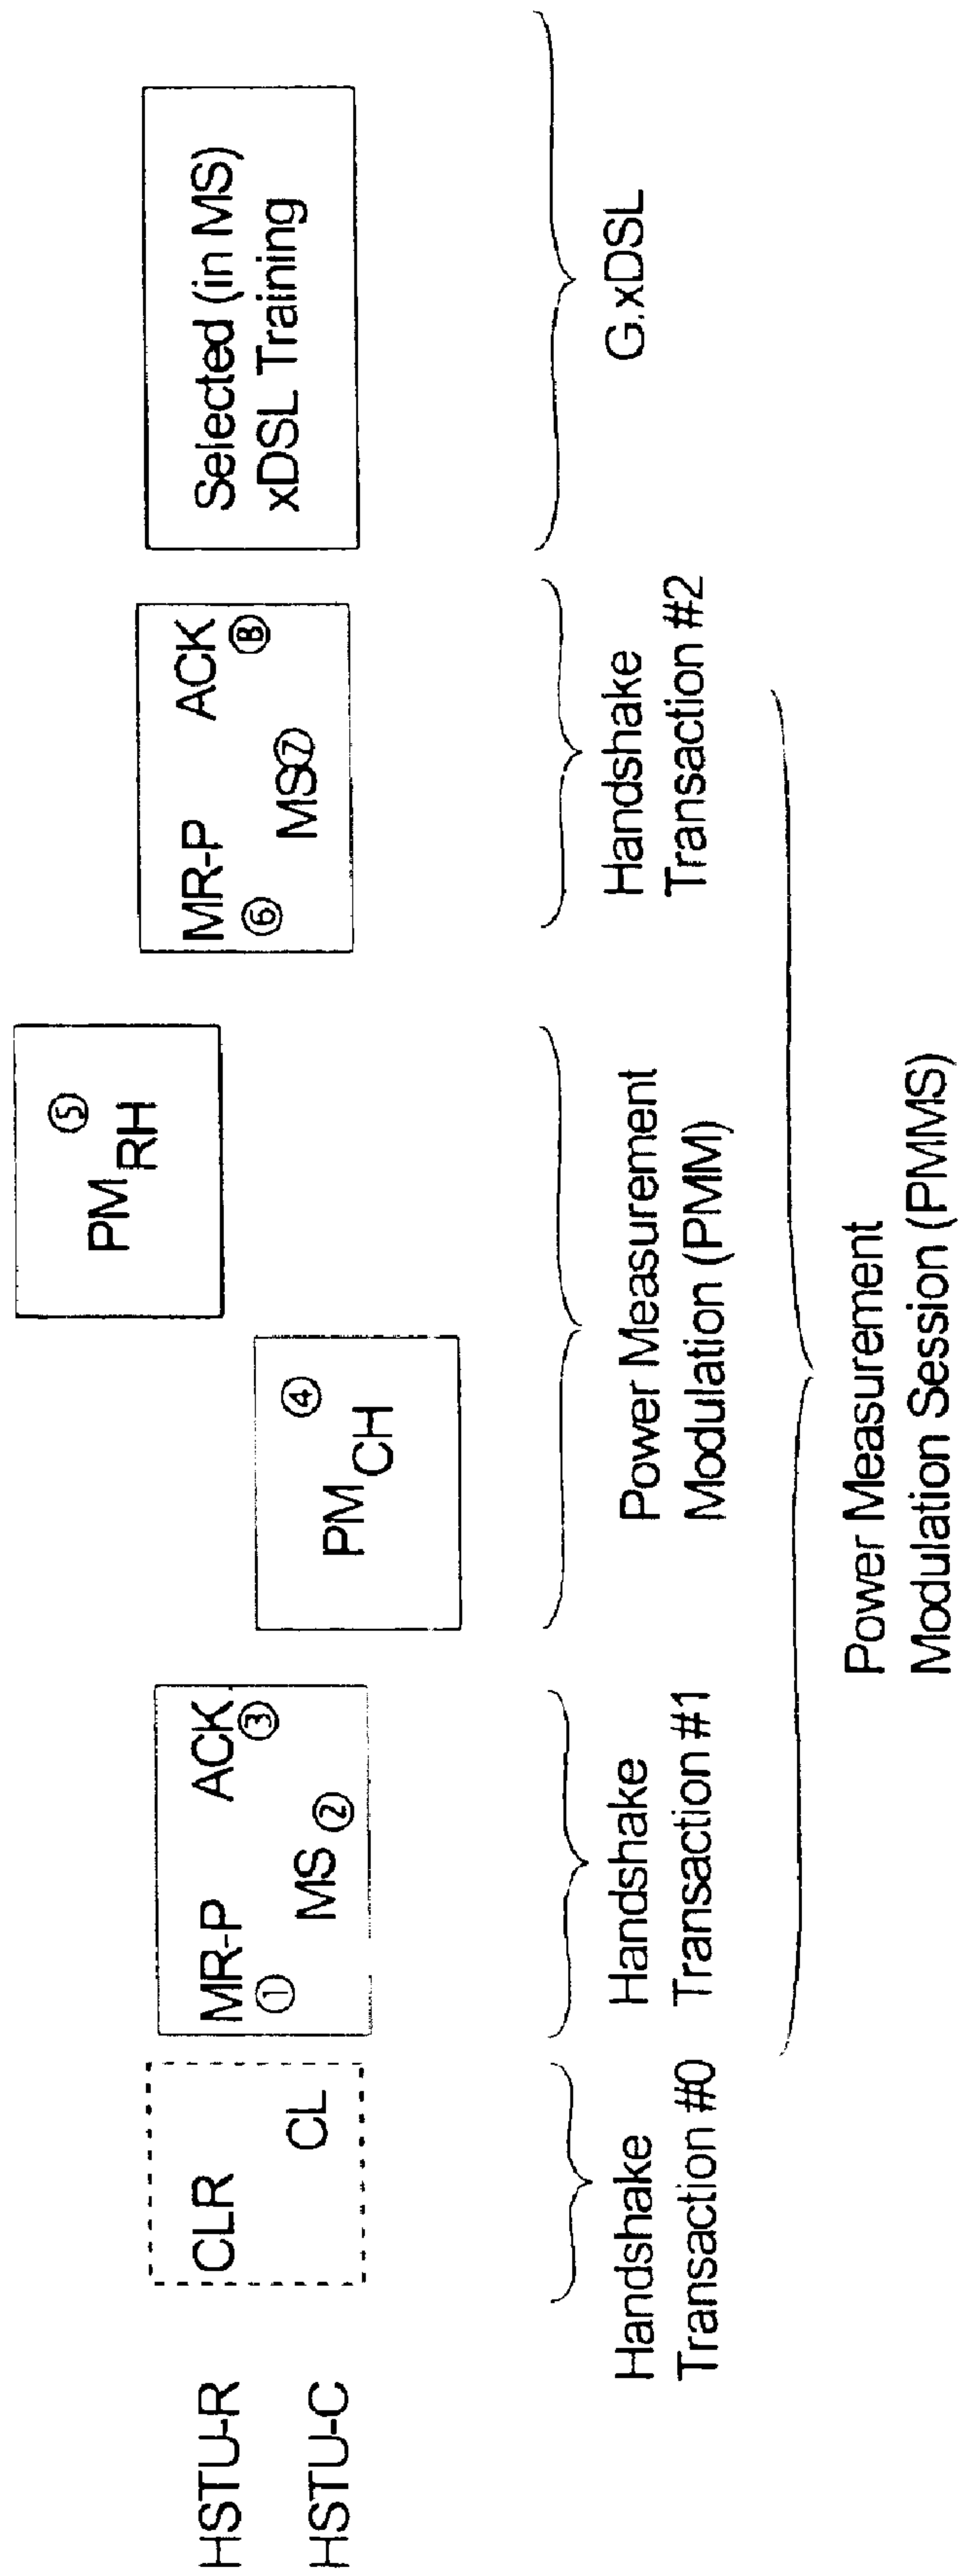 HSTU-R
HSTU-C
CLR
CL
MR-P
①
MS ②
ACK
③
PM CH
④
PM RH
⑤
MR-P
⑥
MS⑦
ACK
Ⓑ
Selected (in MS)
xDSL Training
Handshake
Transaction #0
Handshake
Transaction #1
Power Measurement
Modulation (PMM)
Handshake
Transaction #2
G.xDSL
Power Measurement
Modulation Session (PMMS)